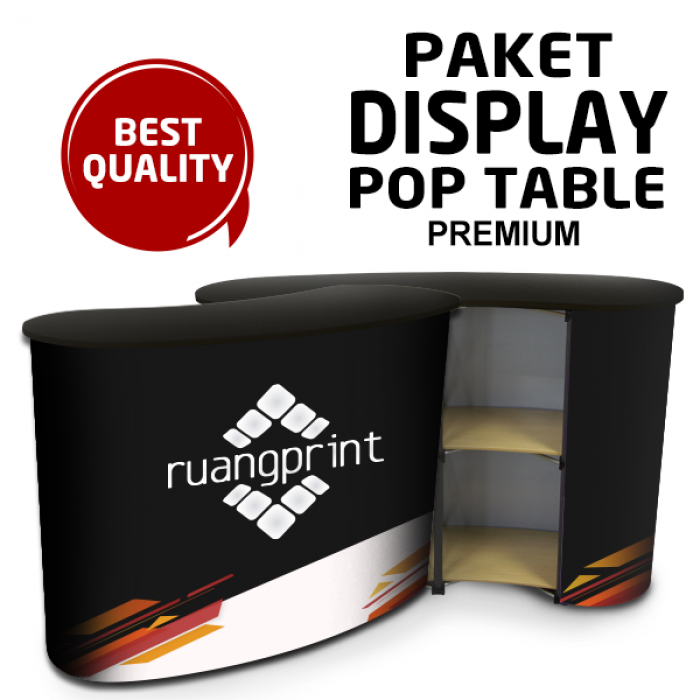 BEST
QUALITY
PAKET
DISPLAY
POP TABLE
PREMIUM
ruangprint